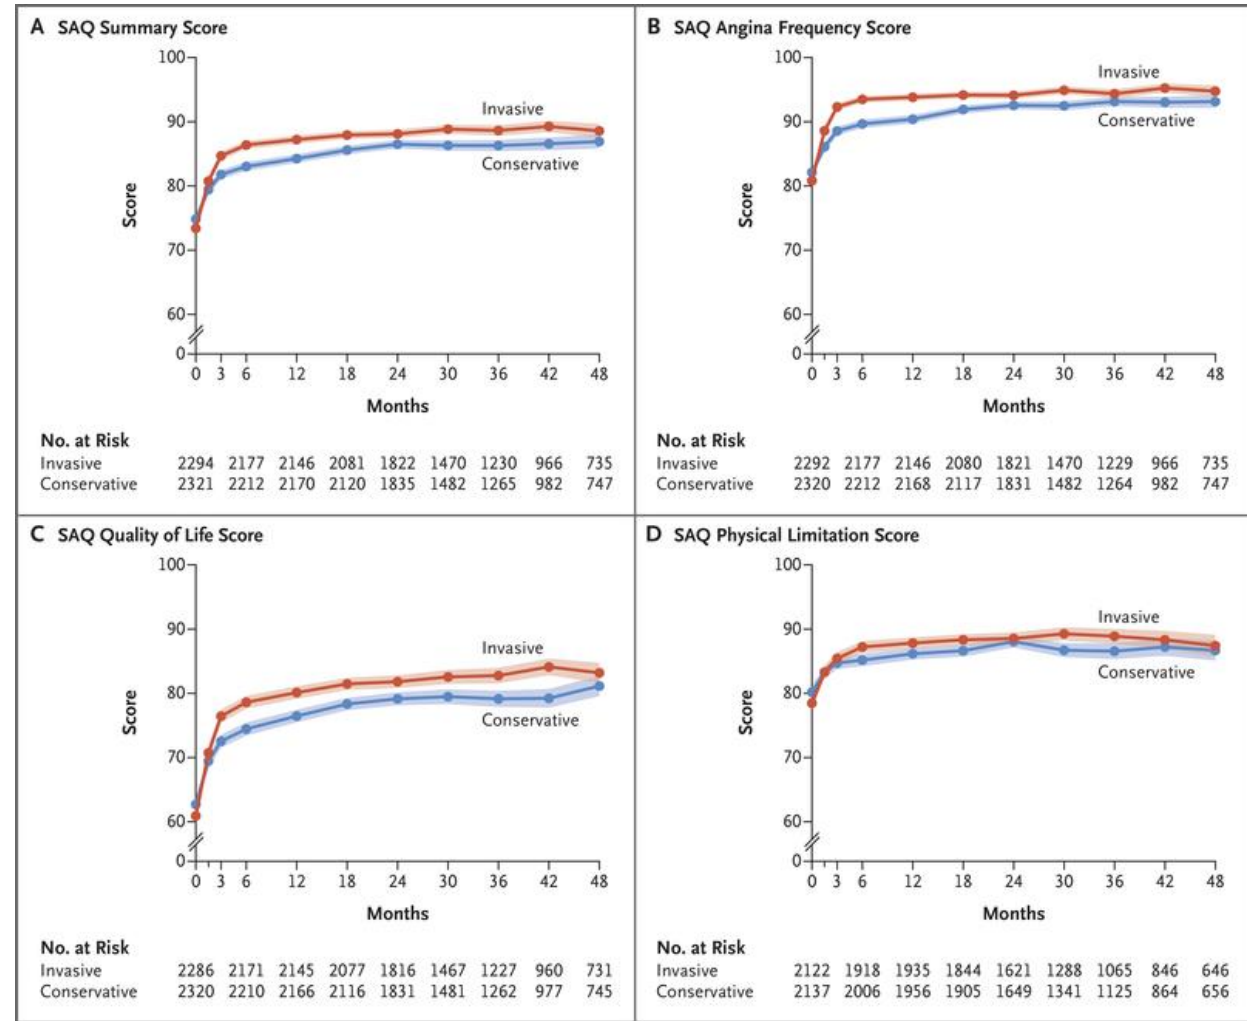 A SAQ Summary Score
100
90
80
70
60
0
Score
Invasive
Conservative
0 3 6 12 18 24 30 36 42 48
Months
No. at Risk
Invasive 2294 2177 2146 2081 1822 1470 1230 966 735
Conservative 2321 2212 2170 2120 1835 1482 1265 982 747
B SAQ Angina Frequency Score
100
90
80
70
60
0
Score
Invasive
Conservative
0 3 6 12 18 24 30 36 42 48
Months
No. at Risk
Invasive 2292 2177 2146 2080 1821 1470 1229 966 735
Conservative 2320 2212 2168 2117 1831 1482 1264 982 747
C SAQ Quality of Life Score
100
90
80
70
60
0
Score
Invasive
Conservative
0 3 6 12 18 24 30 36 42 48
Months
No. at Risk
Invasive 2286 2171 2145 2077 1816 1467 1227 960 731
Conservative 2320 2210 2166 2116 1831 1481 1262 977 745
D SAQ Physical Limitation Score
100
90
80
70
60
0
Score
Invasive
Conservative
0 3 6 12 18 24 30 36 42 48
Months
No. at Risk
Invasive 2122 1918 1935 1844 1621 1288 1065 846 646
Conservative 2137 2006 1956 1905 1649 1341 1125 864 656